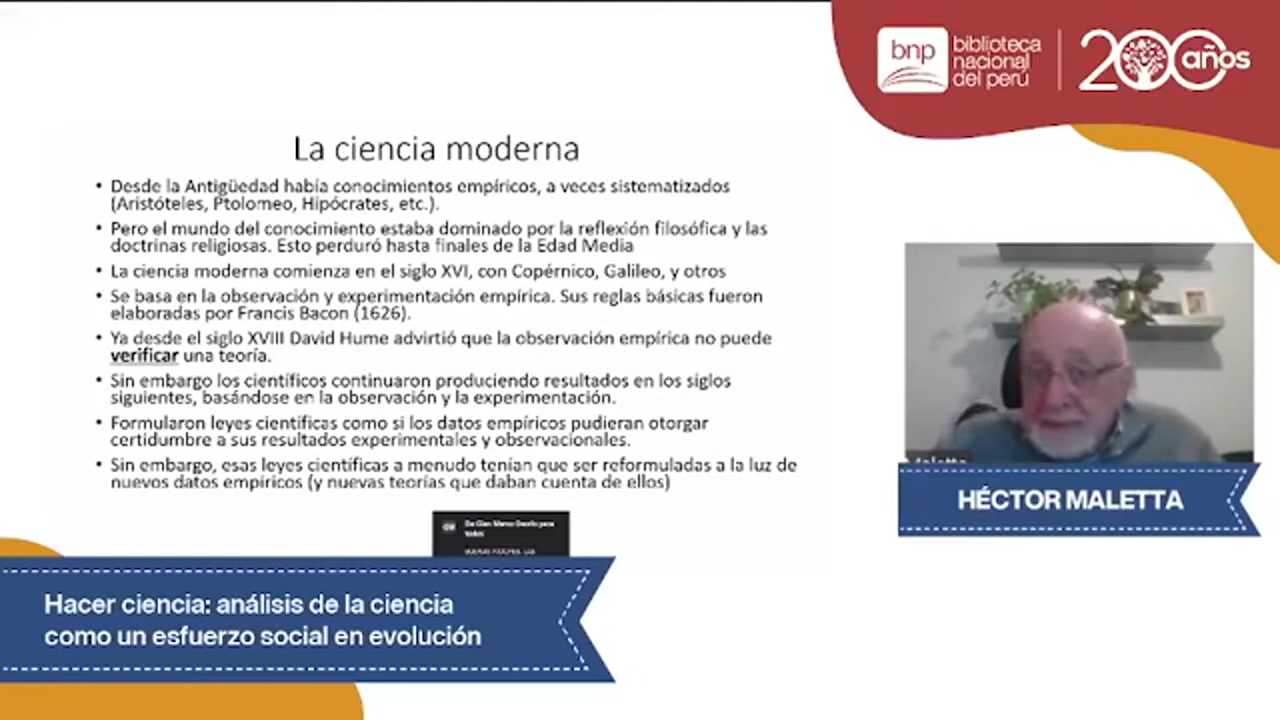 bnp
biblioteca
nacional
del perú
200 años
La ciencia moderna
• Desde la Antigüedad había conocimientos empíricos, a veces sistematizados
(Aristóteles, Ptolomeo, Hipócrates, etc.).
• Pero el mundo del conocimiento estaba dominado por la reflexión filosófica y las
doctrinas religiosas. Esto perduró hasta finales de la Edad Media
• La ciencia moderna comienza en el siglo XVI, con Copérnico, Galileo, y otros
• Se basa en la observación y experimentación empírica. Sus reglas básicas fueron
elaboradas por Francis Bacon (1626).
• Ya desde el siglo XVIII David Hume advirtió que la observación empírica no puede
verificar una teoría.
• Sin embargo los científicos continuaron produciendo resultados en los siglos
siguientes, basándose en la observación y la experimentación.
• Formularon leyes científicas como si los datos empíricos pudieran otorgar
certidumbre a sus resultados experimentales y observacionales.
• Sin embargo, esas leyes científicas a menudo tenían que ser reformuladas a la luz de
nuevos datos empíricos (y nuevas teorías que daban cuenta de ellos)
HÉCTOR MALETTA
Hacer ciencia: análisis de la ciencia
como un esfuerzo social en evolución